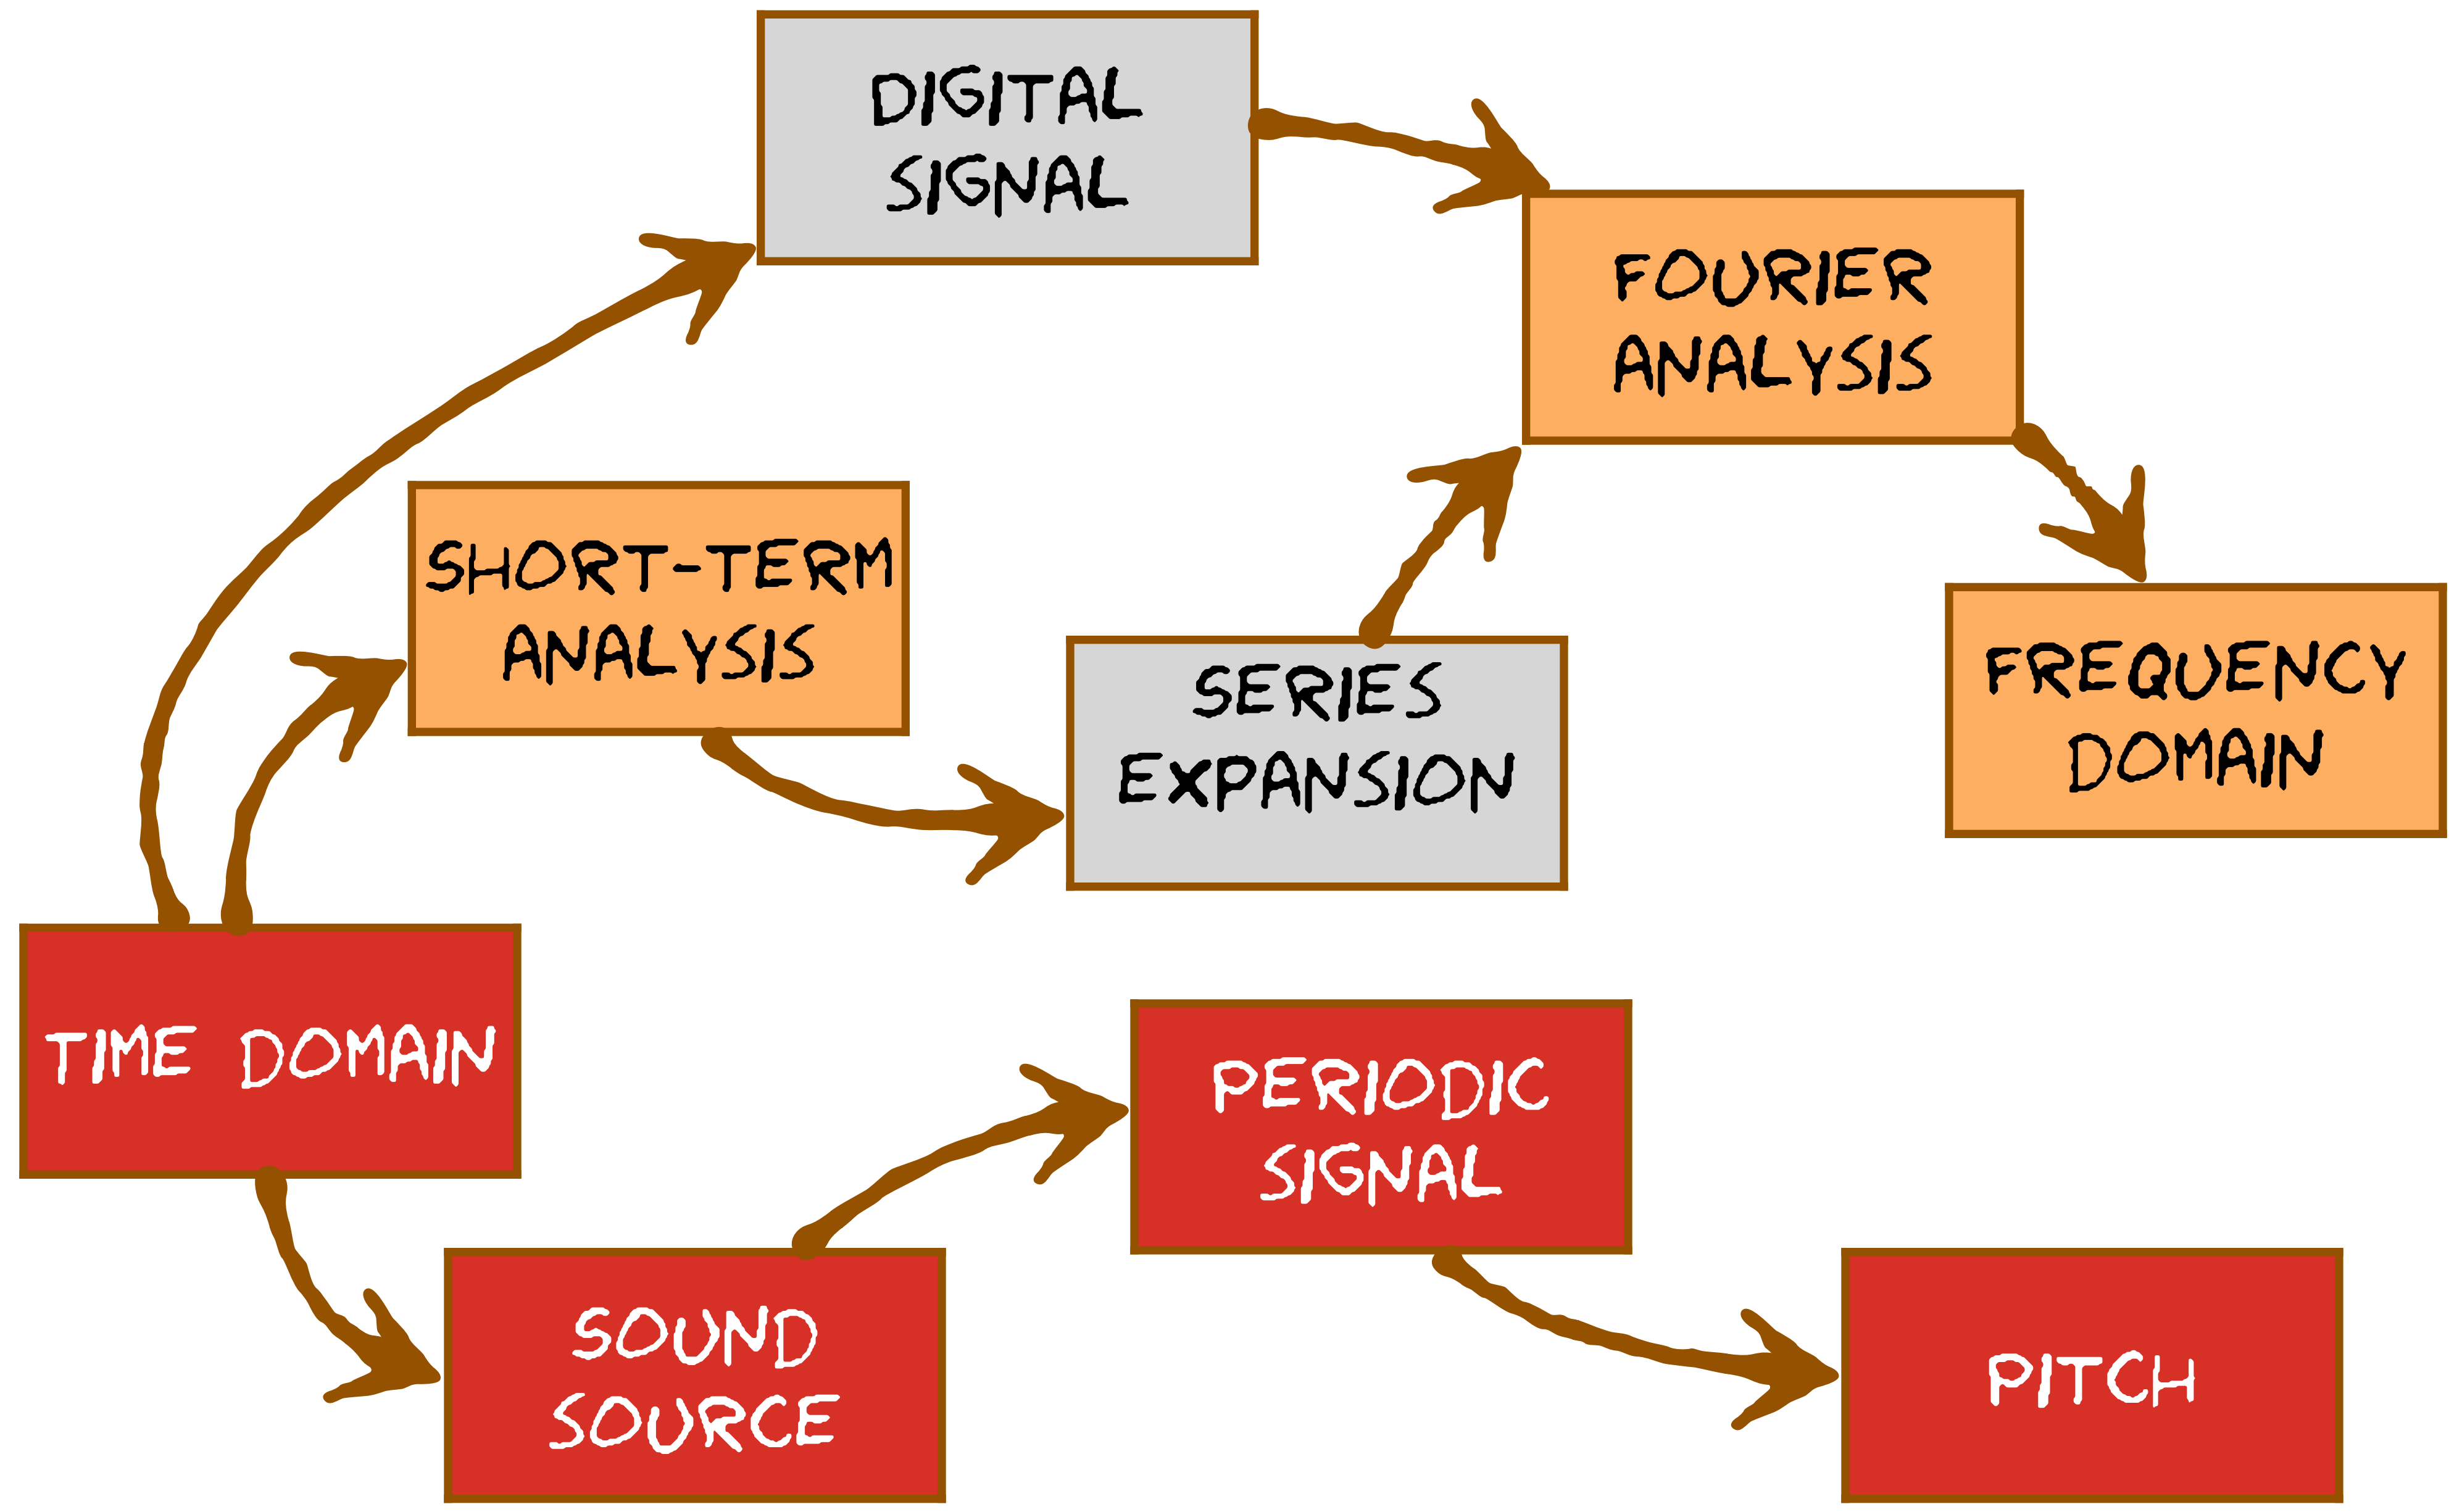 DIGITAL
SIGNAL
FOURIER
ANALYSIS
SHORT-TERM
ANALYSIS
SERIES
EXPANSION
FREQUENCY
DOMAIN
TIME DOMAIN
PERIODIC
SIGNAL
SOUND
SOURCE
PITCH